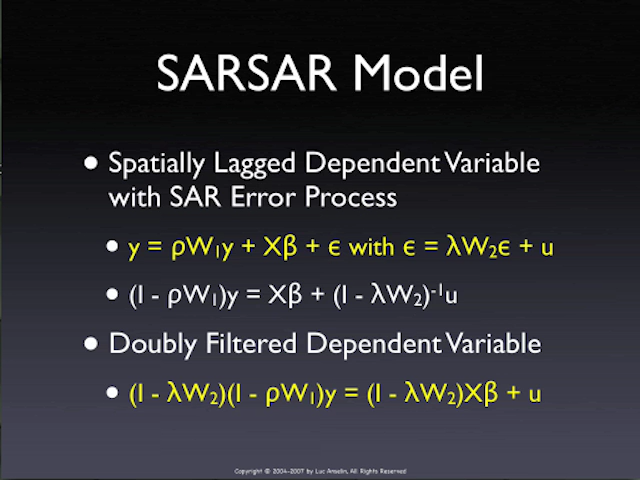 SARSAR Model
• Spatially Lagged Dependent Variable
with SAR Error Process
• y = ρW₁y + Xβ + ϵ with ϵ = λW₂ϵ + u
• (I - ρW₁)y = Xβ + (I - λW₂)⁻¹u
• Doubly Filtered Dependent Variable
• (I - λW₂)(I - ρW₁)y = (I - λW₂)Xβ + u
Copyright © 2004-2007 by Luc Anselin, All Rights Reserved